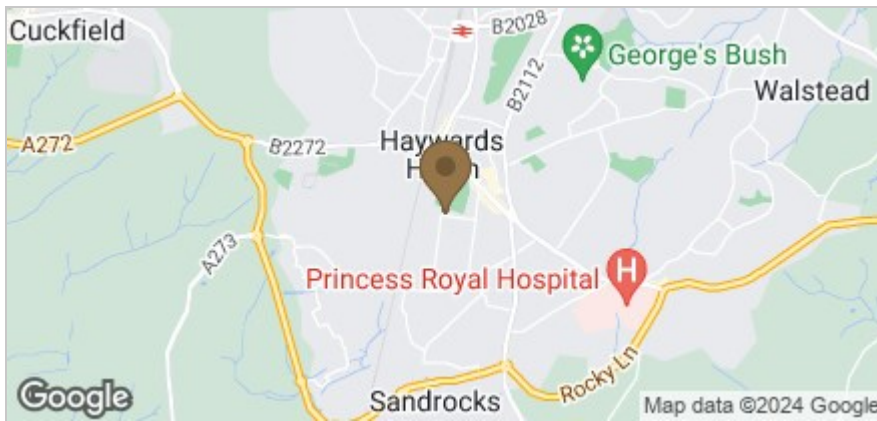 Cuckfield
B2028
George's Bush
B2112
Walstead
A272
B2272
Haywards
A273
Princess Royal Hospital
H
Rocky Ln
Sandrocks
Google
Map data ©2024 Google